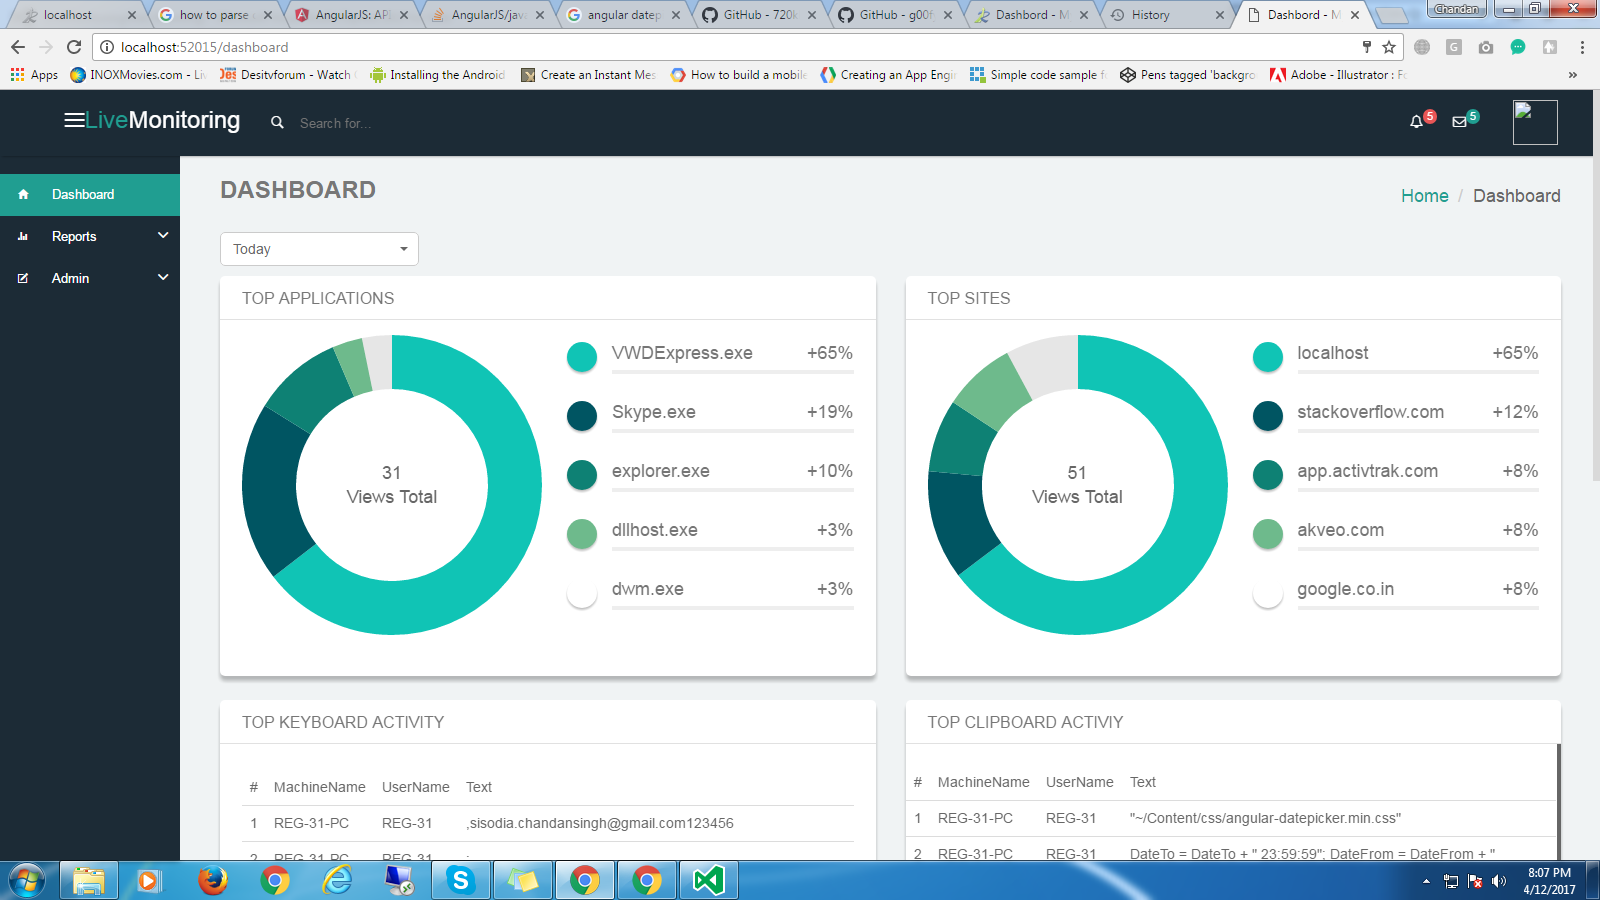 localhost
how to parse
AngularJS: AP
AngularJS/jav
angular datep
GitHub - 720k
GitHub - g00f
Dashbord - M
History
Dashbord - M
Chandan
localhost:52015/dashboard
Apps
INOXMovies.com - Li
Desitvforum - Watch
Installing the Android
Create an Instant Mes
How to build a mobile
Creating an App Engi
Simple code sample f
Pens tagged 'backgro
Adobe - Illustrator : F
»
LiveMonitoring
Search for...
5
5
Dashboard
Reports
Admin
DASHBOARD
Home / Dashboard
Today
TOP APPLICATIONS
31
Views Total
VWDExpress.exe +65%
Skype.exe +19%
explorer.exe +10%
dllhost.exe +3%
dwm.exe +3%
TOP SITES
51
Views Total
localhost +65%
stackoverflow.com +12%
app.activtrak.com +8%
akveo.com +8%
google.co.in +8%
TOP KEYBOARD ACTIVITY
# MachineName UserName Text
1 REG-31-PC REG-31 ,sisodia.chandansingh@gmail.com123456
2 REG-31-PC REG-31
TOP CLIPBOARD ACTIVIY
# MachineName UserName Text
1 REG-31-PC REG-31 "~/Content/css/angular-datepicker.min.css"
2 REG-31-PC REG-31 DateTo = DateTo + " 23:59:59"; DateFrom = DateFrom + "
8:07 PM
4/12/2017